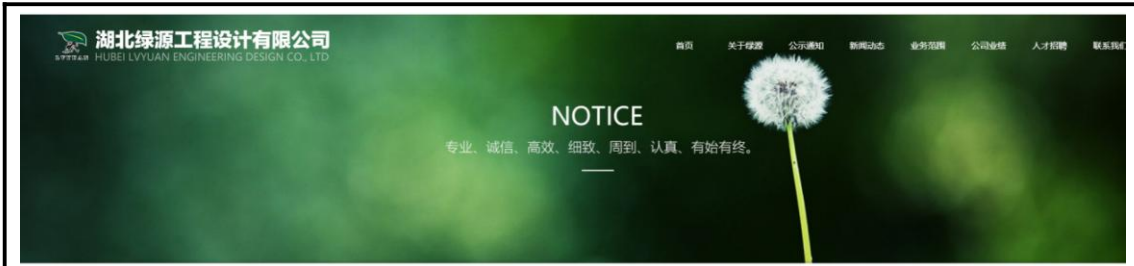 湖北绿源工程设计有限公司
HUBEI LVYUAN ENGINEERING DESIGN CO., LTD
首页 关于绿源 公示通知 新闻动态 业务范围 公司业绩 人才招聘 联系我们
NOTICE
专业、诚信、高效、细致、周到、认真、有始有终。